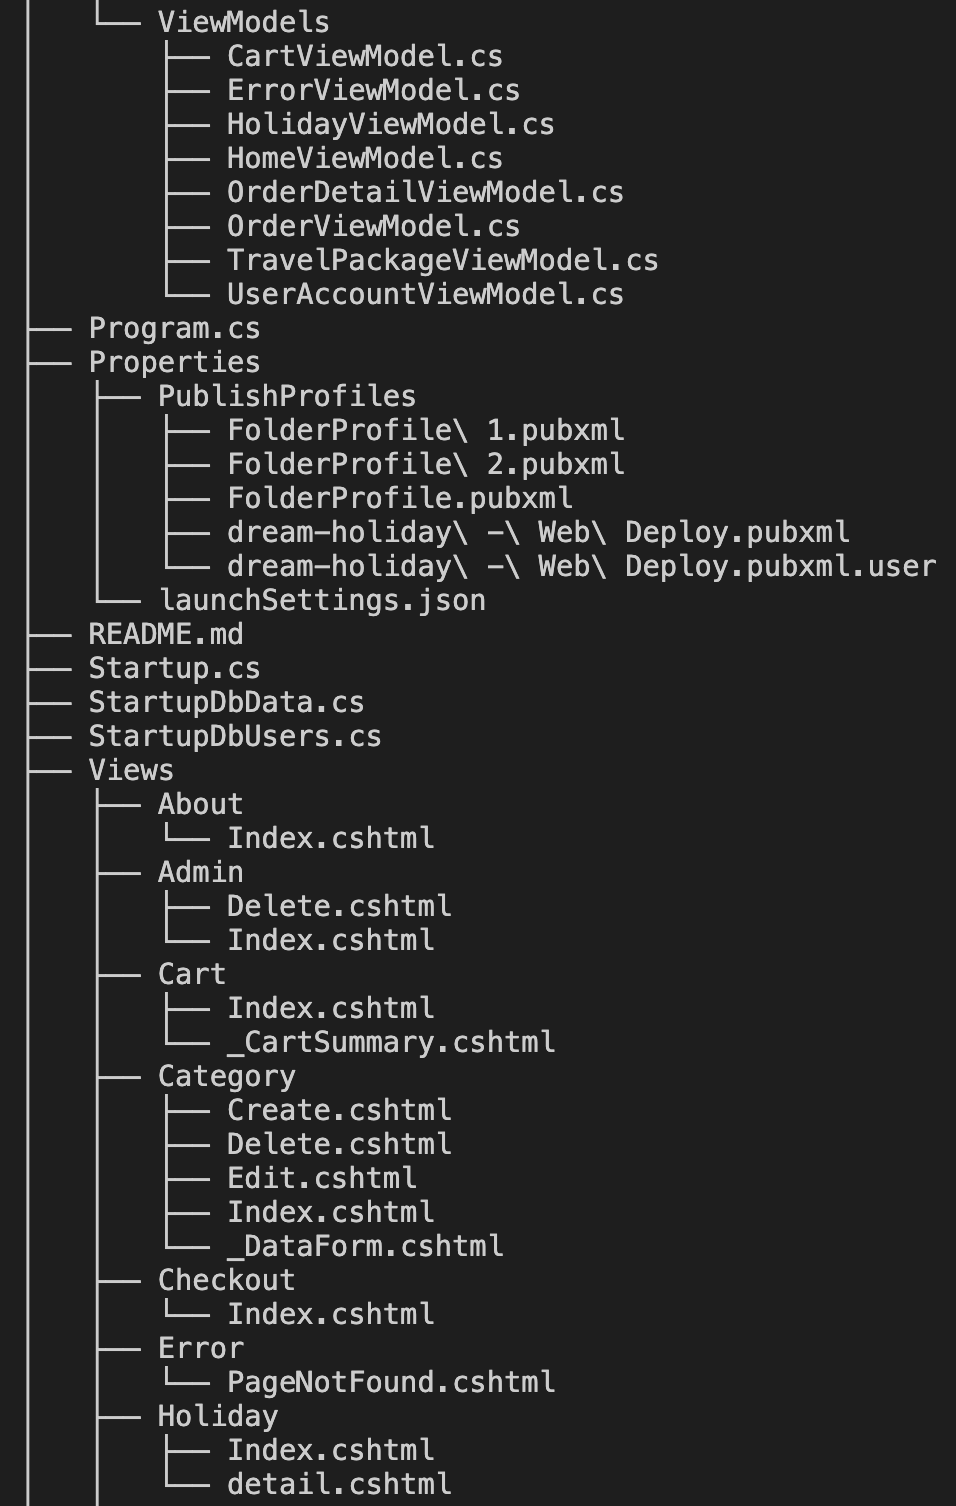 │   └── ViewModels
│       ├── CartViewModel.cs
│       ├── ErrorViewModel.cs
│       ├── HolidayViewModel.cs
│       ├── HomeViewModel.cs
│       ├── OrderDetailViewModel.cs
│       ├── OrderViewModel.cs
│       ├── TravelPackageViewModel.cs
│       └── UserAccountViewModel.cs
├── Program.cs
├── Properties
│   ├── PublishProfiles
│   │   ├── FolderProfile\ 1.pubxml
│   │   ├── FolderProfile\ 2.pubxml
│   │   ├── FolderProfile.pubxml
│   │   ├── dream-holiday\ -\ Web\ Deploy.pubxml
│   │   └── dream-holiday\ -\ Web\ Deploy.pubxml.user
│   └── launchSettings.json
├── README.md
├── Startup.cs
├── StartupDbData.cs
├── StartupDbUsers.cs
├── Views
│   ├── About
│   │   └── Index.cshtml
│   ├── Admin
│   │   ├── Delete.cshtml
│   │   └── Index.cshtml
│   ├── Cart
│   │   ├── Index.cshtml
│   │   └── _CartSummary.cshtml
│   ├── Category
│   │   ├── Create.cshtml
│   │   ├── Delete.cshtml
│   │   ├── Edit.cshtml
│   │   ├── Index.cshtml
│   │   └── _DataForm.cshtml
│   ├── Checkout
│   │   └── Index.cshtml
│   ├── Error
│   │   └── PageNotFound.cshtml
│   ├── Holiday
│   │   ├── Index.cshtml
│   │   └── detail.cshtml